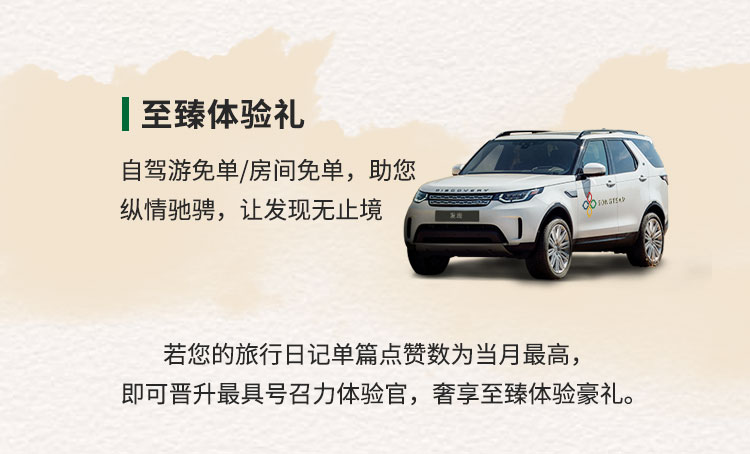 至臻体验礼
自驾游免单/房间免单，助您
纵情驰骋，让发现无止境
DISCOVERY
发现
若您的旅行日记单篇点赞数为当月最高，
即可晋升最具号召力体验官，奢享至臻体验豪礼。